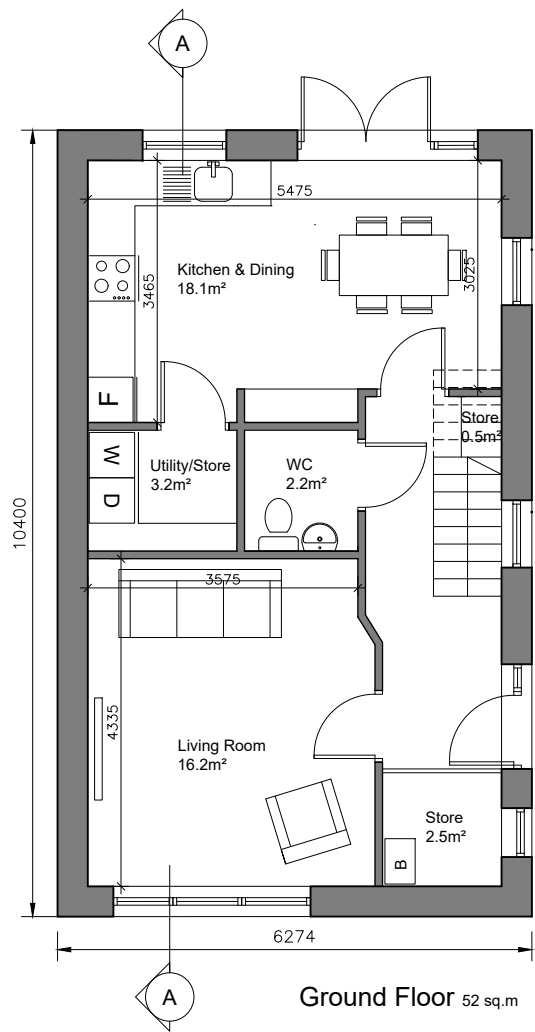 A
5475
Kitchen & Dining
18.1m²
3465
3025
F
Store
0.5m²
W
D
Utility/Store
3.2m²
WC
2.2m²
10400
3575
4335
Living Room
16.2m²
Store
2.5m²
B
6274
A
Ground Floor 52 sq.m